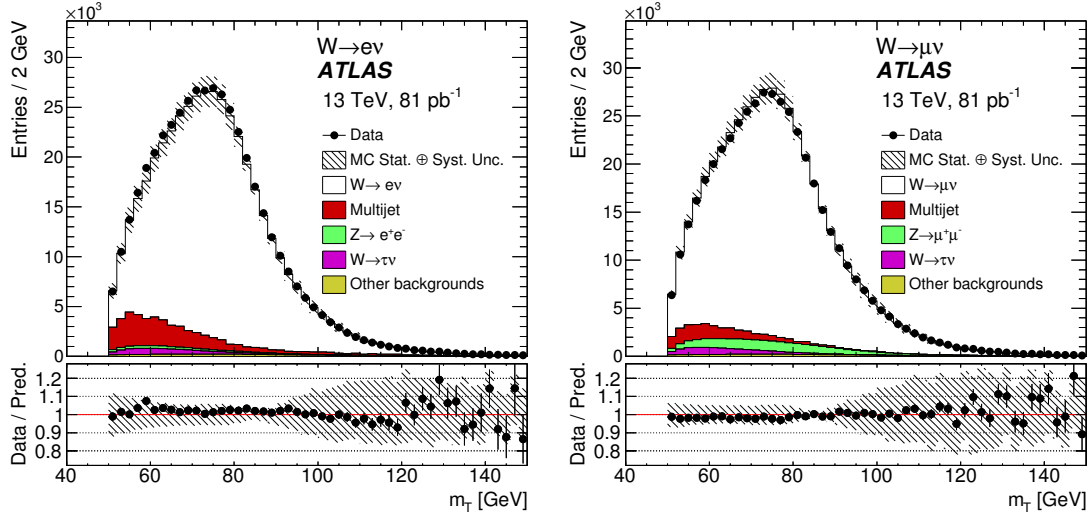 ×10³
Entries / 2 GeV
30
25
20
15
10
5
0
W→eν
ATLAS
13 TeV, 81 pb⁻¹
Data
MC Stat. ⊕ Syst. Unc.
W→ eν
Multijet
Z→ e⁺e⁻
W→τν
Other backgrounds
Data / Pred.
1.2
1.1
1
0.9
0.8
40 60 80 100 120 140
m_T [GeV]
×10³
Entries / 2 GeV
30
25
20
15
10
5
0
W→μν
ATLAS
13 TeV, 81 pb⁻¹
Data
MC Stat. ⊕ Syst. Unc.
W→μν
Multijet
Z→μ⁺μ⁻
W→τν
Other backgrounds
Data / Pred.
1.2
1.1
1
0.9
0.8
40 60 80 100 120 140
m_T [GeV]